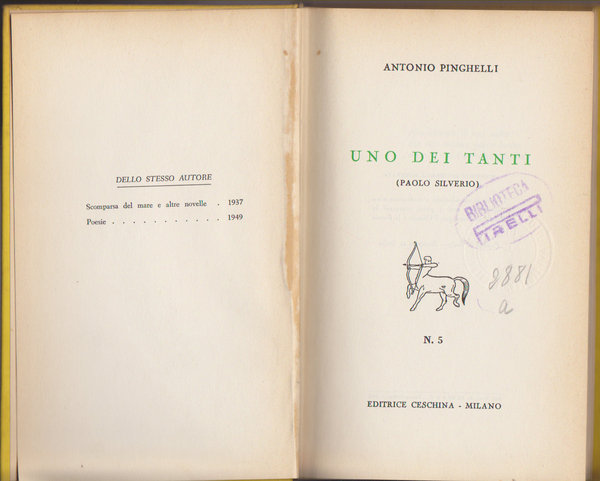 DELLO STESSO AUTORE
Scomparsa del mare e altre novelle . 1937
Poesie . . . . . . . . . . . 1949
ANTONIO PINGHELLI
UNO DEI TANTI
(PAOLO SILVERIO)
BIBLIOTECA
PIRELLI
9881
a
N. 5
EDITRICE CESCHINA - MILANO